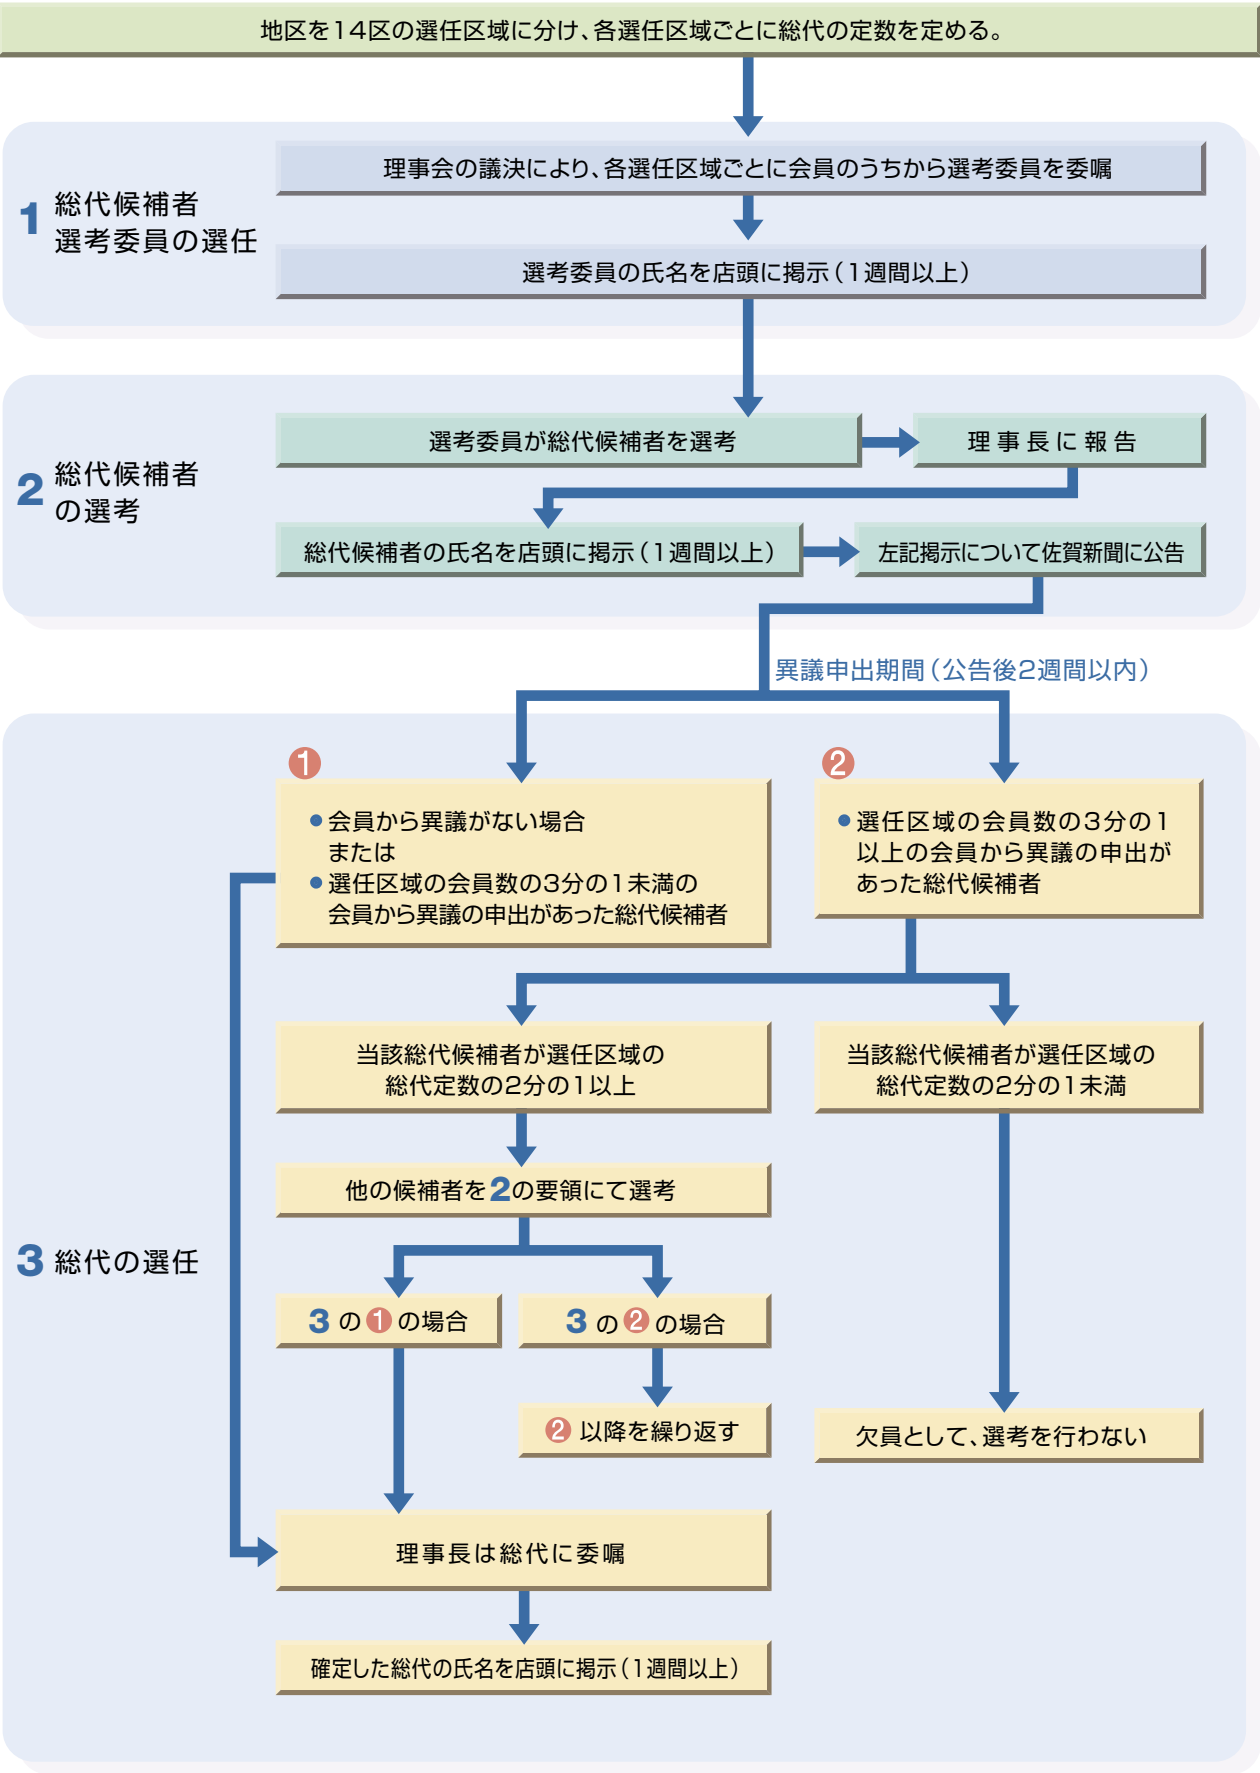 地区を14区の選任区域に分け、各選任区域ごとに総代の定数を定める。
1 総代候補者
選考委員の選任
理事会の議決により、各選任区域ごとに会員のうちから選考委員を委嘱
選考委員の氏名を店頭に掲示（1週間以上）
2 総代候補者
の選考
選考委員が総代候補者を選考
理事長に報告
総代候補者の氏名を店頭に掲示（1週間以上）
左記掲示について佐賀新聞に公告
異議申出期間（公告後2週間以内）
3 総代の選任
❶
●会員から異議がない場合
または
●選任区域の会員数の3分の1未満の
会員から異議の申出があった総代候補者
❷
●選任区域の会員数の3分の1
以上の会員から異議の申出が
あった総代候補者
当該総代候補者が選任区域の
総代定数の2分の1以上
当該総代候補者が選任区域の
総代定数の2分の1未満
他の候補者を2の要領にて選考
3 の❶の場合
3 の❷の場合
❷ 以降を繰り返す
欠員として、選考を行わない
理事長は総代に委嘱
確定した総代の氏名を店頭に掲示（1週間以上）